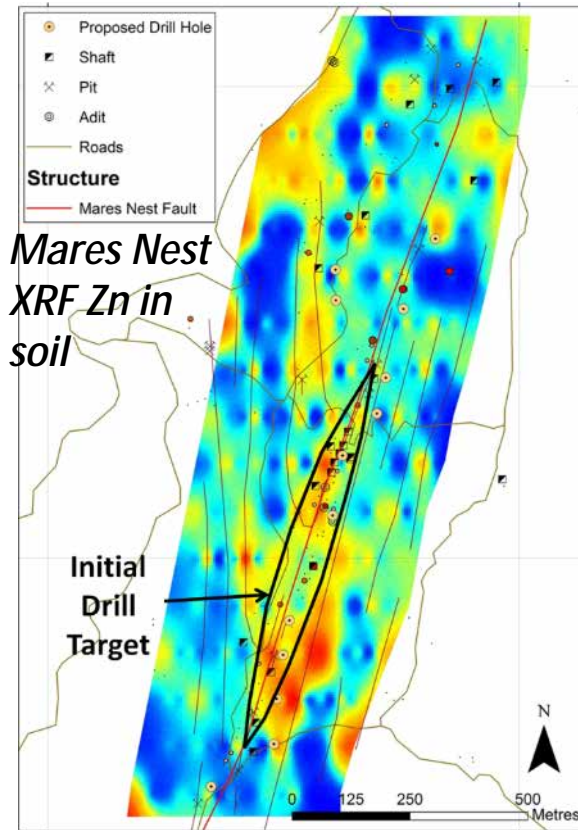 Proposed Drill Hole
Shaft
Pit
Adit
Roads
Structure
Mares Nest Fault
Mares Nest
XRF Zn in
soil
Initial
Drill
Target
N
0 125 250 500
Metres